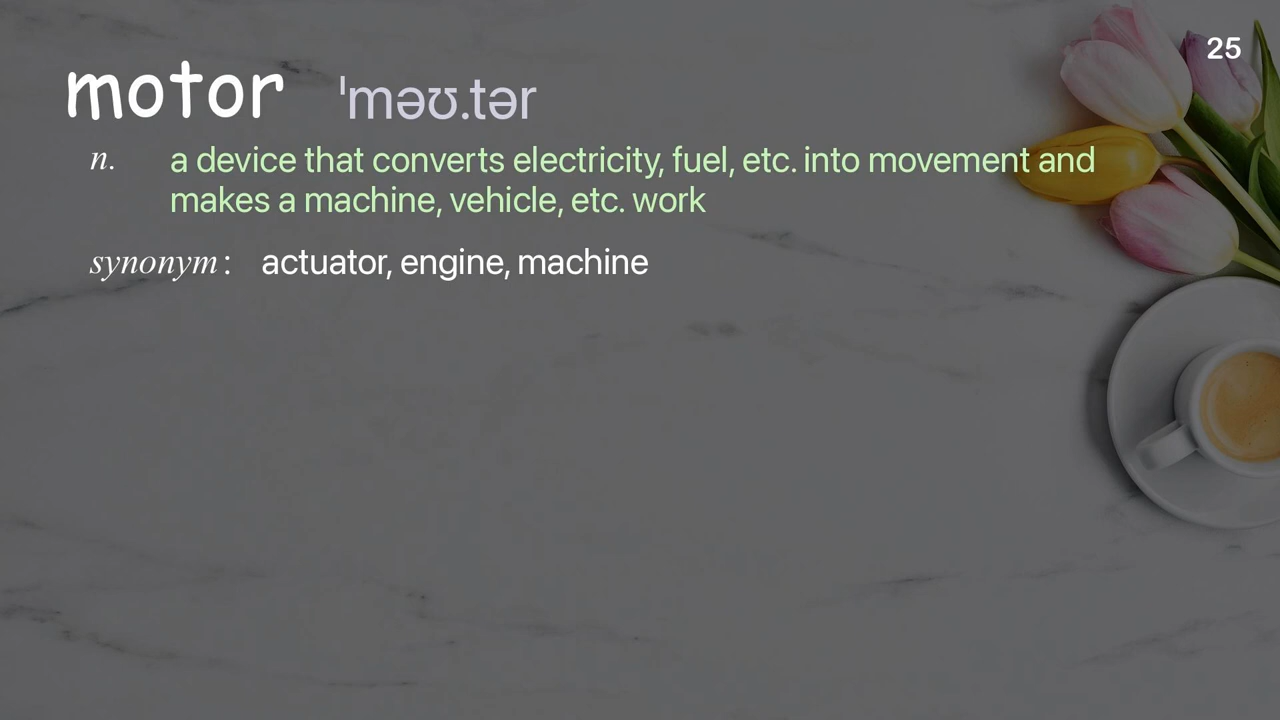 25
motor ˈməʊ.tər
n. a device that converts electricity, fuel, etc. into movement and
makes a machine, vehicle, etc. work
synonym : actuator, engine, machine